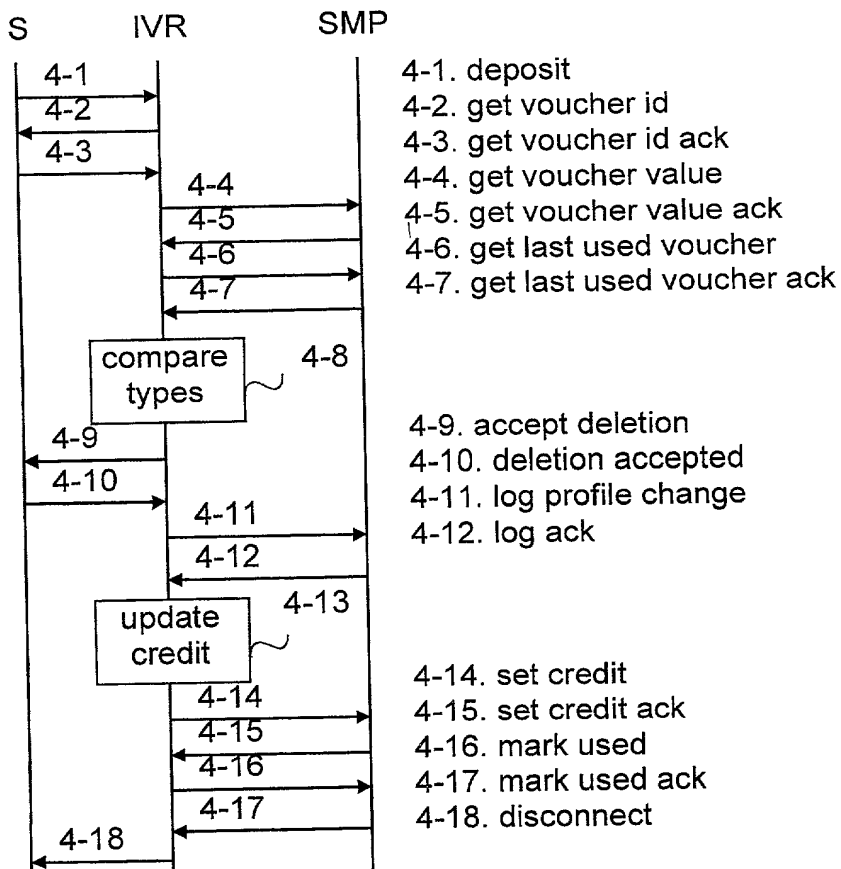 S IVR SMP
4-1
4-2
4-3
4-4
4-5
4-6
4-7
4-1. deposit
4-2. get voucher id
4-3. get voucher id ack
4-4. get voucher value
4-5. get voucher value ack
4-6. get last used voucher
4-7. get last used voucher ack
compare
types
4-8
4-9
4-10
4-11
4-12
4-9. accept deletion
4-10. deletion accepted
4-11. log profile change
4-12. log ack
update
credit
4-13
4-14
4-15
4-16
4-17
4-18
4-14. set credit
4-15. set credit ack
4-16. mark used
4-17. mark used ack
4-18. disconnect